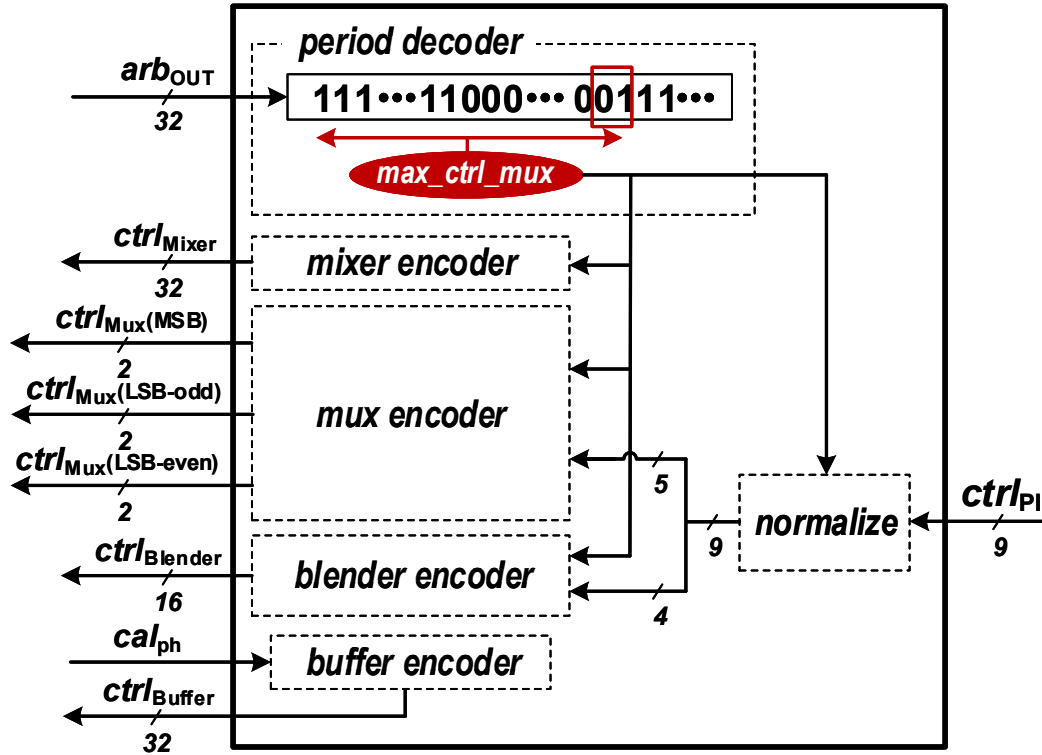 period decoder
arbOUT
32
111•••11000••• 00111•••
max_ctrl_mux
ctrlMixer
32
mixer encoder
ctrlMux(MSB)
2
ctrlMux(LSB-odd)
2
ctrlMux(LSB-even)
2
mux encoder
5
9
normalize
ctrlPI
9
ctrlBlender
16
blender encoder
4
calph
buffer encoder
ctrlBuffer
32